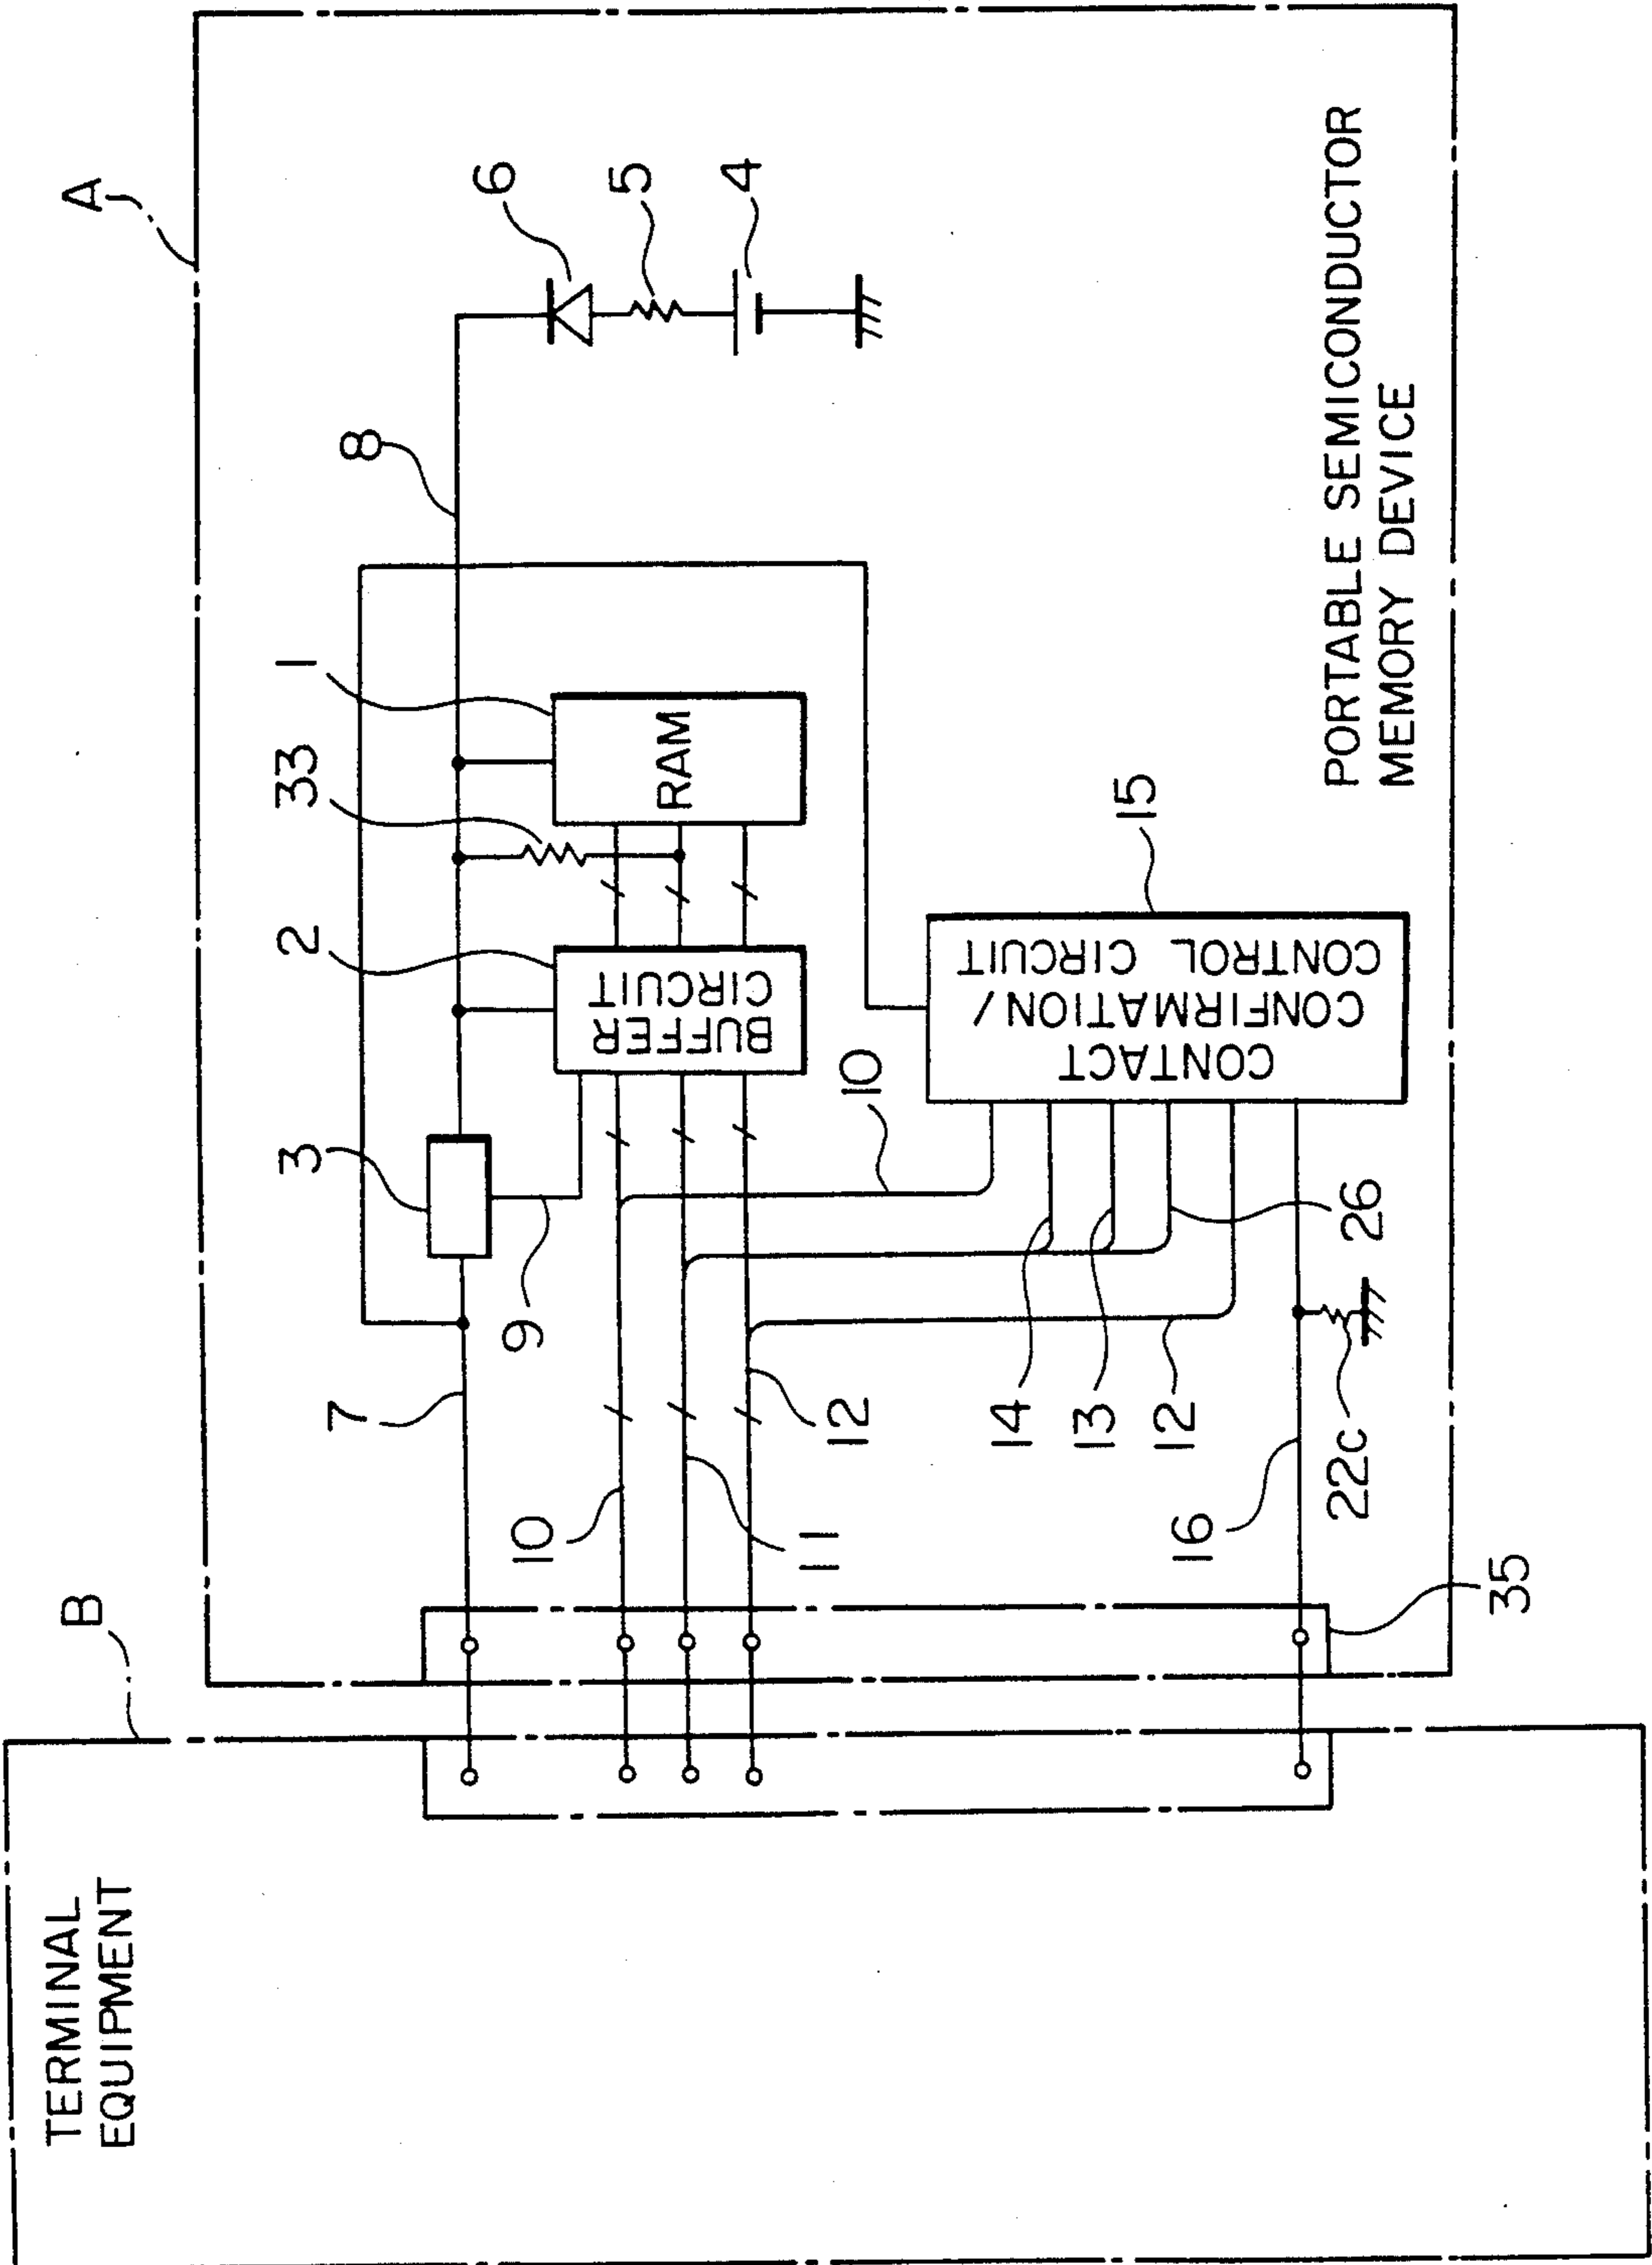 A
B
TERMINAL
EQUIPMENT
PORTABLE SEMICONDUCTOR
MEMORY DEVICE
6
5
4
8
1
33
RAM
2
BUFFER
CIRCUIT
3
9
7
15
CONTACT
CONFIRMATION/
CONTROL CIRCUIT
10
26
14
13
12
22c
10
11
12
16
35